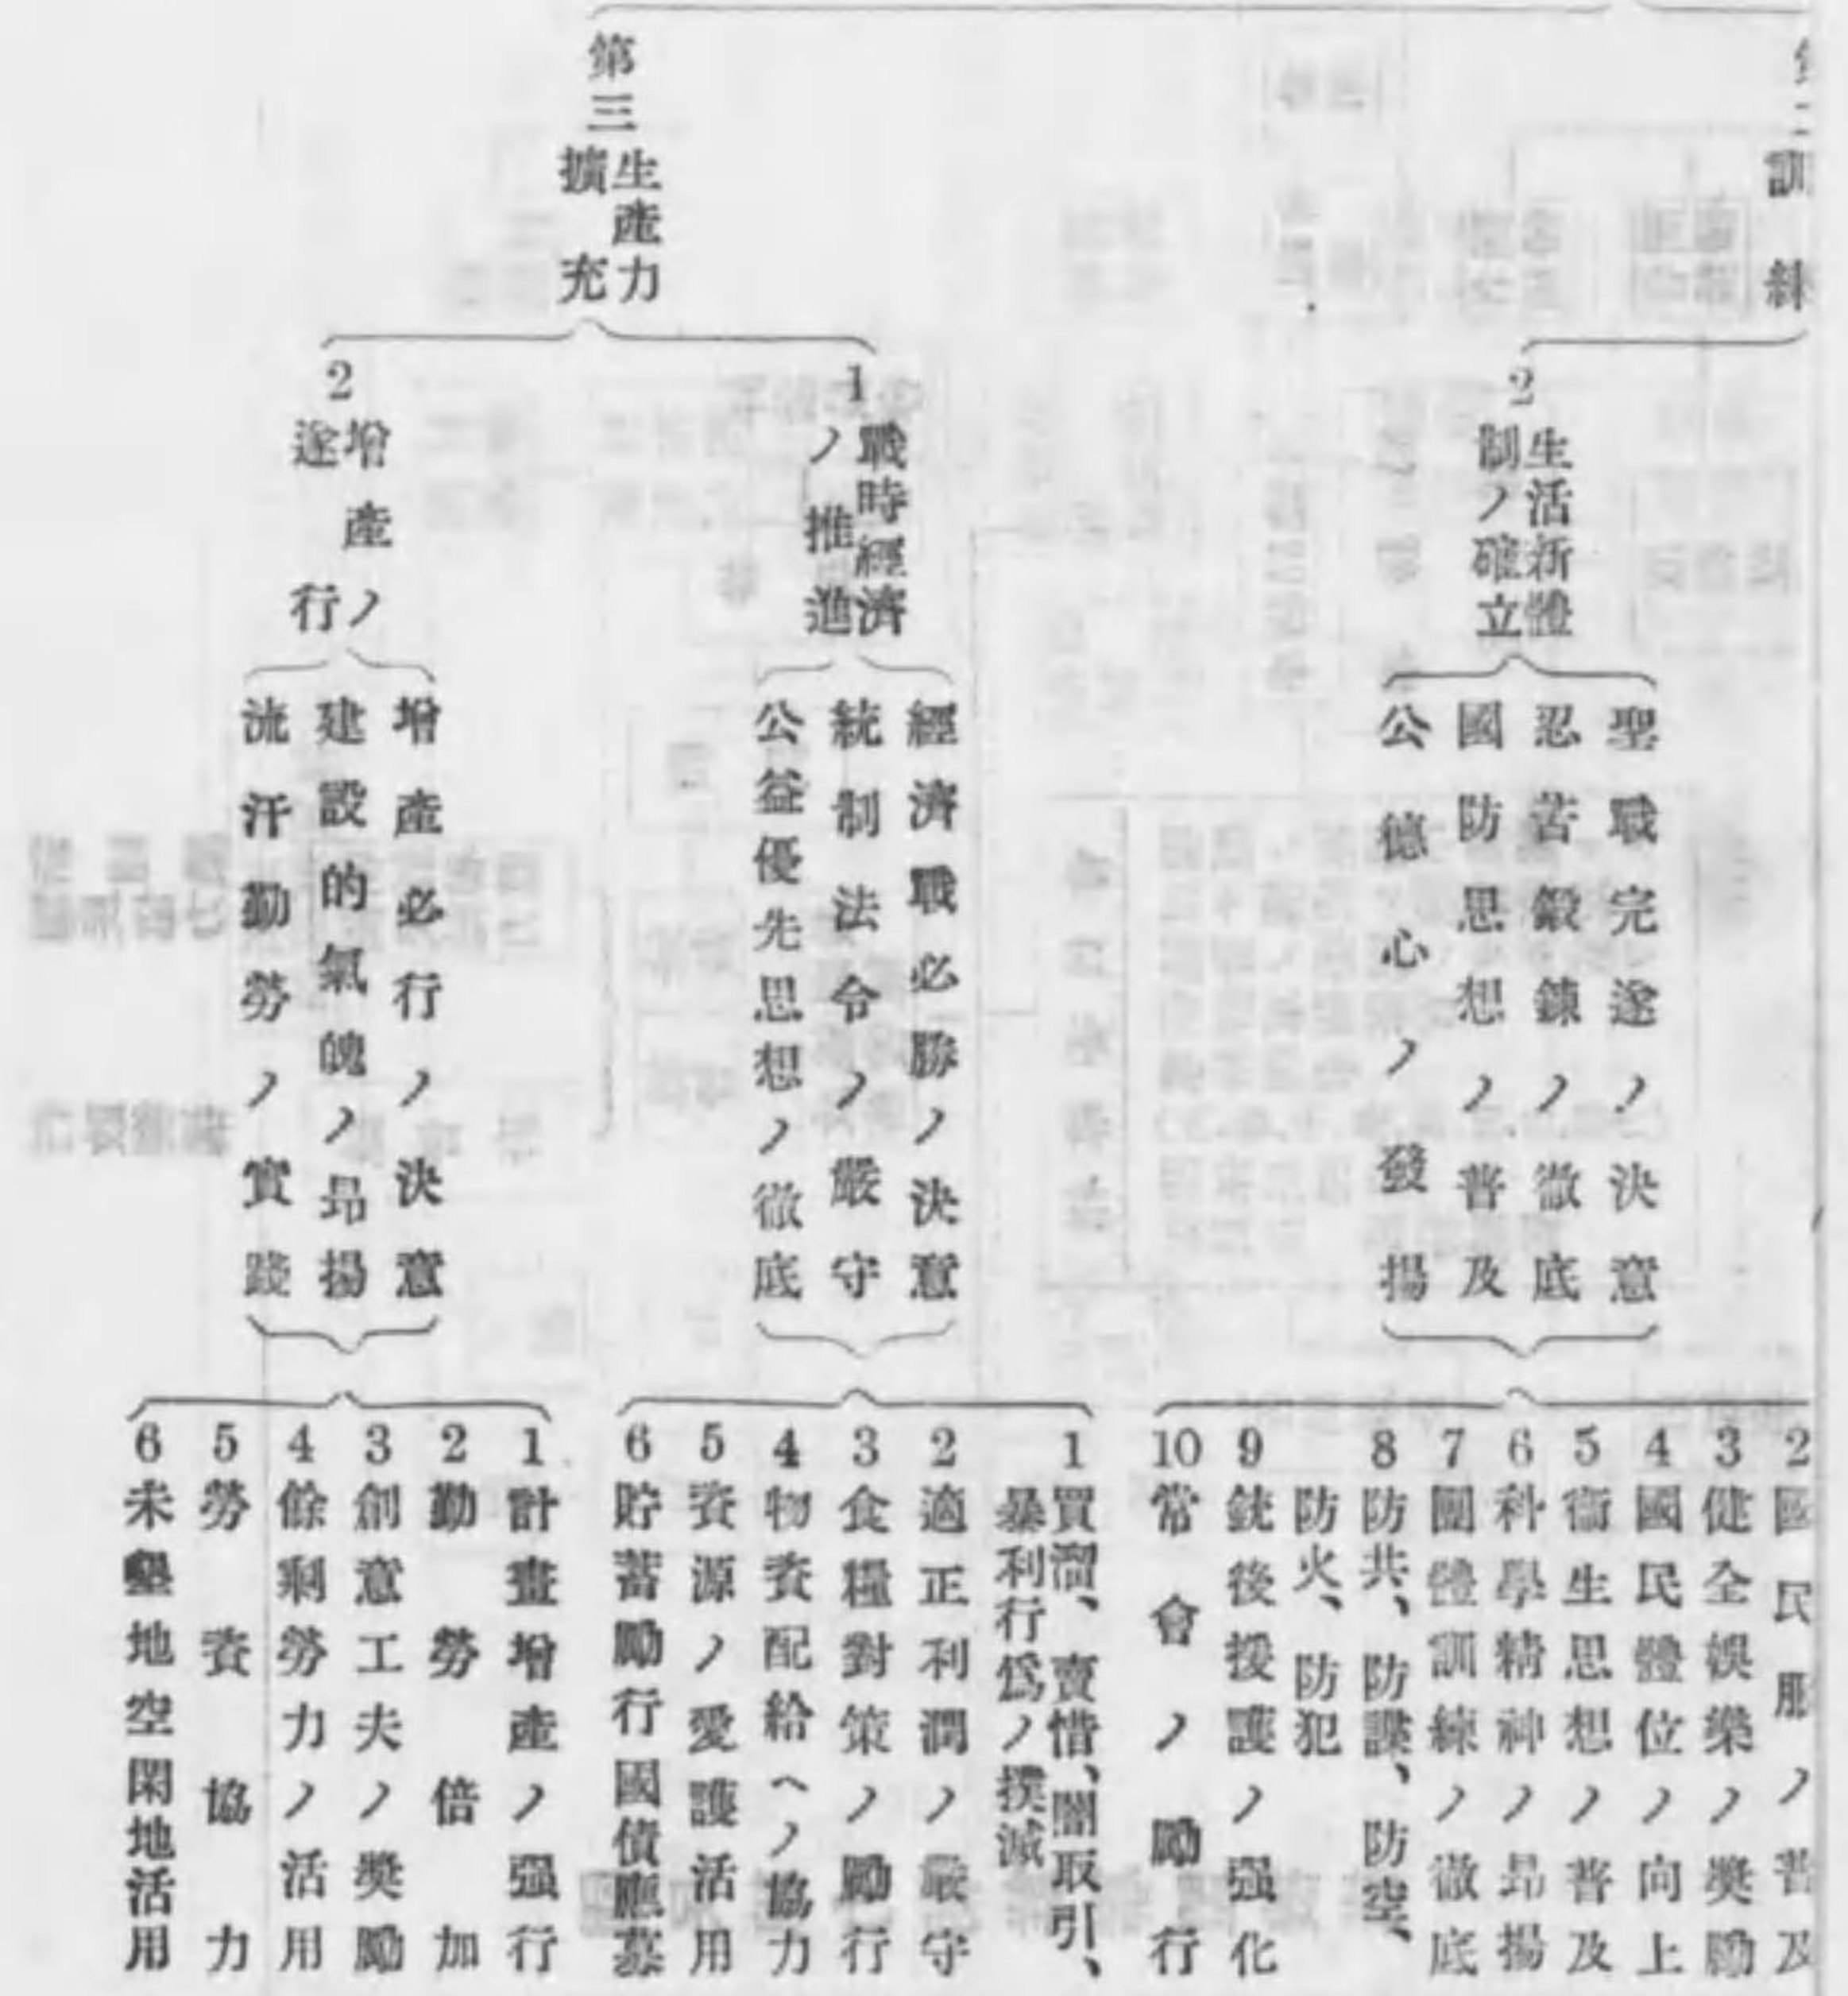 訓練
2
生活新體
制ノ確立
聖戰完遂ノ決意
忍苦鍛鍊ノ徹底
國防思想ノ普及
公德心ノ發揚
2國民服ノ普及
3健全娛樂ノ奬勵
4國民體位ノ向上
5衞生思想ノ普及
6科學精神ノ昂揚
7團體訓練ノ徹底
8防共、防諜、防空、
防火、防犯
9銃後援護ノ强化
10常會ノ勵行
第三
生產力
擴充
1
戰時經濟
ノ推進
經濟戰必勝ノ決意
統制法令ノ嚴守
公益優先思想ノ徹底
1買溜、賣惜、闇取引、
暴利行爲ノ撲滅
2適正利潤ノ嚴守
3食糧對策ノ勵行
4物資配給ヘノ協力
5資源ノ愛護活用
6貯蓄勵行國債應募
2
增產ノ
遂行
增產必行ノ決意
建設的氣魄ノ昂揚
流汗勤勞ノ實踐
1計畫增產ノ强行
2勤勞倍加
3創意工夫ノ奬勵
4餘剩勞力ノ活用
5勞資協力
6未墾地空閑地活用